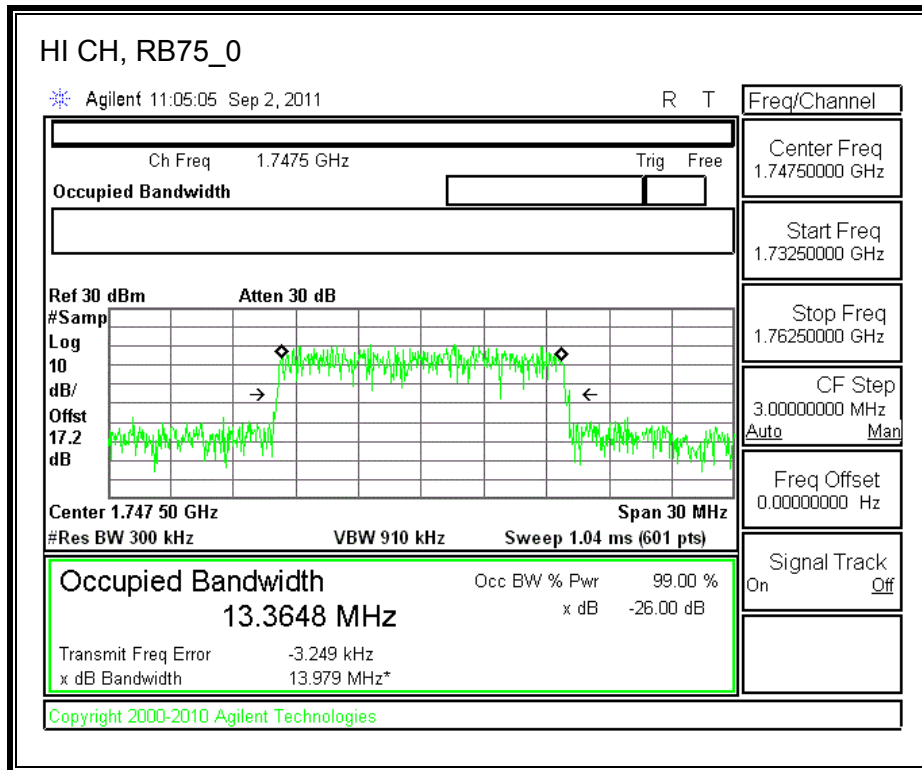 HI CH, RB75_0
Agilent 11:05:05 Sep 2, 2011 R T
Freq/Channel
Ch Freq 1.7475 GHz Trig Free
Occupied Bandwidth
Center Freq
1.74750000 GHz
Start Freq
1.73250000 GHz
Stop Freq
1.76250000 GHz
CF Step
3.00000000 MHz
Auto Man
Freq Offset
0.00000000 Hz
Signal Track
On Off
Ref 30 dBm Atten 30 dB
#Samp
Log
10
dB/
Offst
17.2
dB
Center 1.747 50 GHz Span 30 MHz
#Res BW 300 kHz VBW 910 kHz Sweep 1.04 ms (601 pts)
Occupied Bandwidth Occ BW % Pwr 99.00 %
13.3648 MHz x dB -26.00 dB
Transmit Freq Error -3.249 kHz
x dB Bandwidth 13.979 MHz*
Copyright 2000-2010 Agilent Technologies